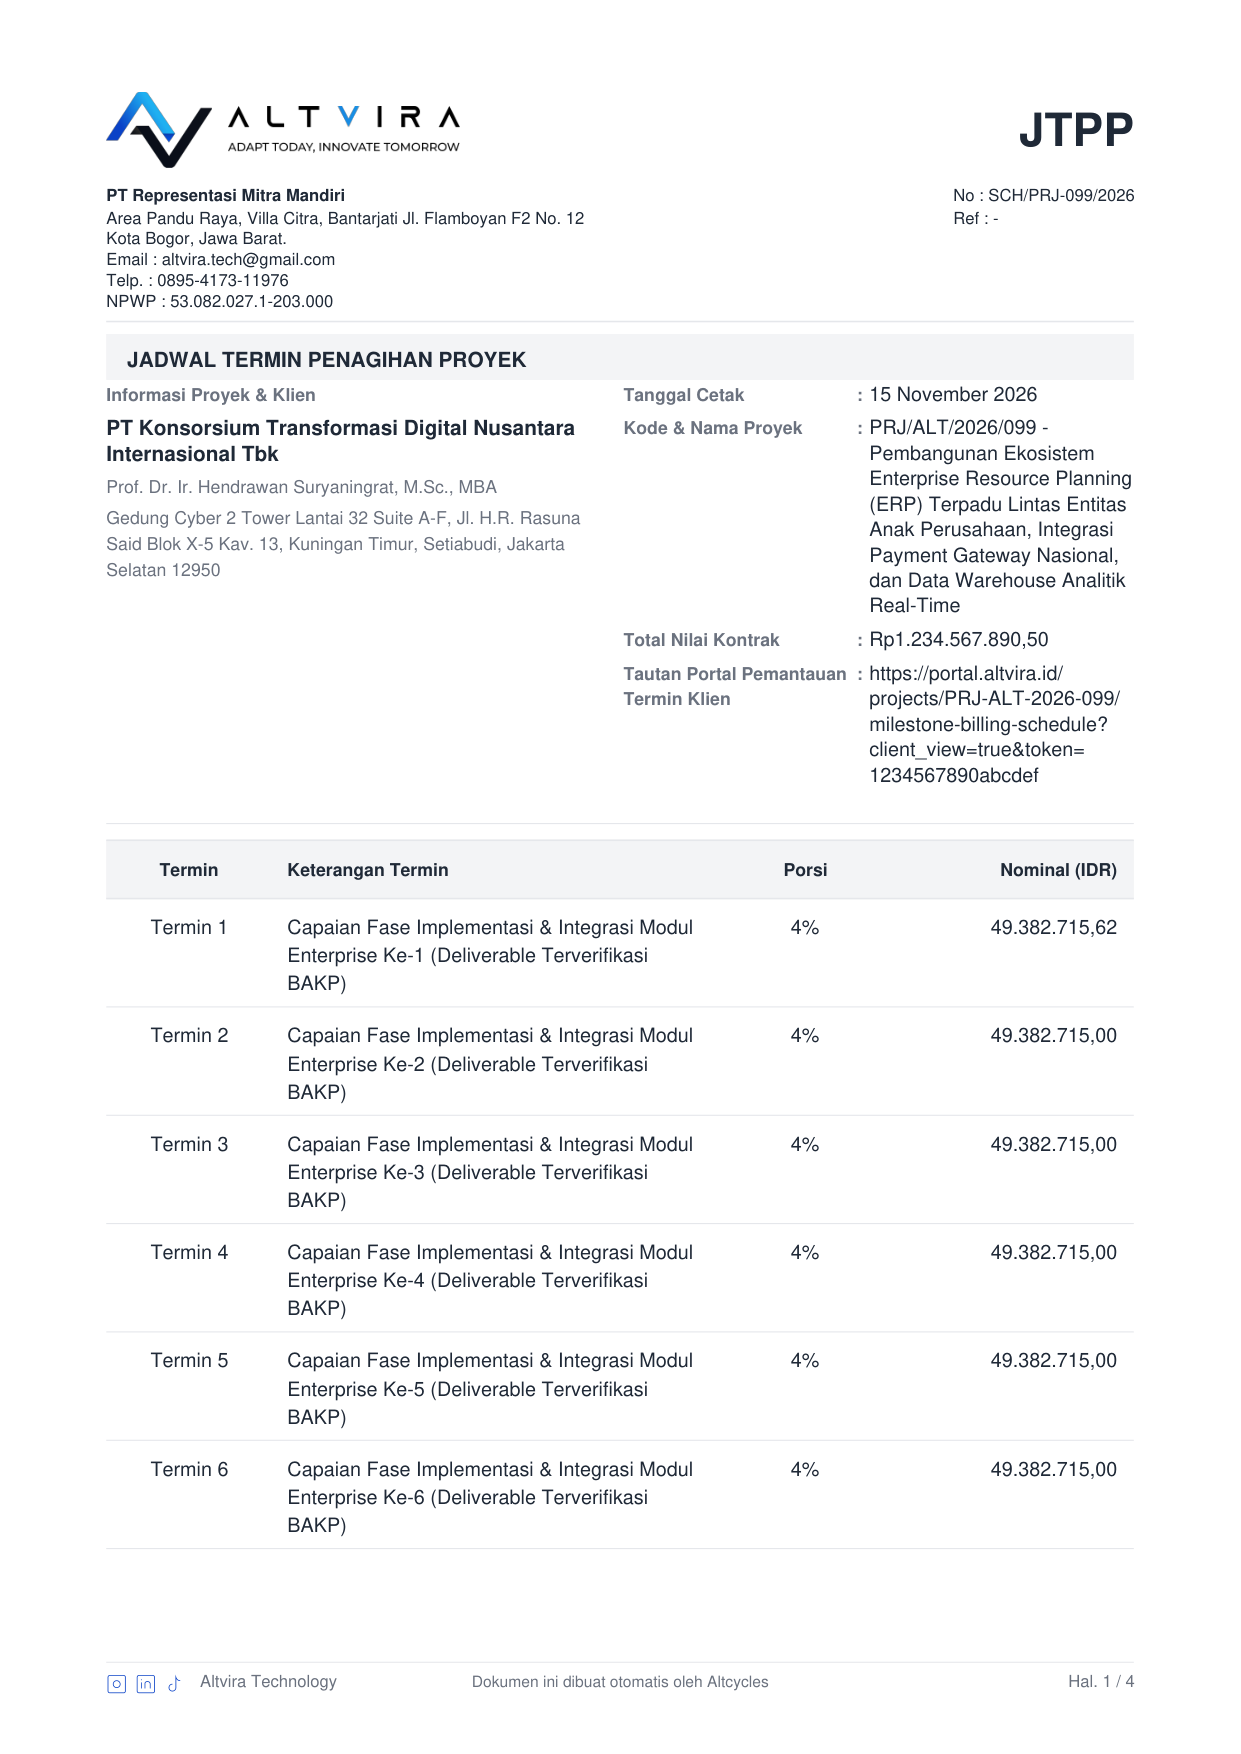 ALTVIRA
ADAPT TODAY, INNOVATE TOMORROW
JTPP
PT Representasi Mitra Mandiri
Area Pandu Raya, Villa Citra, Bantarjati Jl. Flamboyan F2 No. 12
Kota Bogor, Jawa Barat.
Email : altvira.tech@gmail.com
Telp. : 0895-4173-11976
NPWP : 53.082.027.1-203.000
No : SCH/PRJ-099/2026
Ref : -
JADWAL TERMIN PENAGIHAN PROYEK
Informasi Proyek & Klien
PT Konsorsium Transformasi Digital Nusantara
Internasional Tbk
Prof. Dr. Ir. Hendrawan Suryaningrat, M.Sc., MBA
Gedung Cyber 2 Tower Lantai 32 Suite A-F, Jl. H.R. Rasuna
Said Blok X-5 Kav. 13, Kuningan Timur, Setiabudi, Jakarta
Selatan 12950
Tanggal Cetak : 15 November 2026
Kode & Nama Proyek : PRJ/ALT/2026/099 -
Pembangunan Ekosistem
Enterprise Resource Planning
(ERP) Terpadu Lintas Entitas
Anak Perusahaan, Integrasi
Payment Gateway Nasional,
dan Data Warehouse Analitik
Real-Time
Total Nilai Kontrak : Rp1.234.567.890,50
Tautan Portal Pemantauan : https://portal.altvira.id/
Termin Klien projects/PRJ-ALT-2026-099/
milestone-billing-schedule?
client_view=true&token=
1234567890abcdef
Termin Keterangan Termin Porsi Nominal (IDR)
Termin 1 Capaian Fase Implementasi & Integrasi Modul 4% 49.382.715,62
Enterprise Ke-1 (Deliverable Terverifikasi
BAKP)
Termin 2 Capaian Fase Implementasi & Integrasi Modul 4% 49.382.715,00
Enterprise Ke-2 (Deliverable Terverifikasi
BAKP)
Termin 3 Capaian Fase Implementasi & Integrasi Modul 4% 49.382.715,00
Enterprise Ke-3 (Deliverable Terverifikasi
BAKP)
Termin 4 Capaian Fase Implementasi & Integrasi Modul 4% 49.382.715,00
Enterprise Ke-4 (Deliverable Terverifikasi
BAKP)
Termin 5 Capaian Fase Implementasi & Integrasi Modul 4% 49.382.715,00
Enterprise Ke-5 (Deliverable Terverifikasi
BAKP)
Termin 6 Capaian Fase Implementasi & Integrasi Modul 4% 49.382.715,00
Enterprise Ke-6 (Deliverable Terverifikasi
BAKP)
Altvira Technology Dokumen ini dibuat otomatis oleh Altcycles Hal. 1 / 4